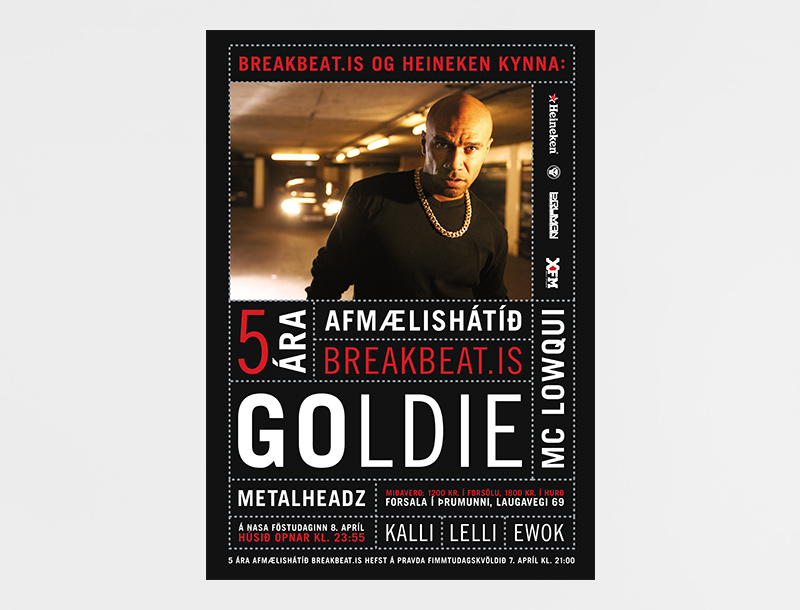 BREAKBEAT.IS OG HEINEKEN KYNNA:
Heineken
ÞRUMEN
XFM
5 ÁRA
AFMÆLISHÁTÍÐ
BREAKBEAT.IS
GOLDIE
MC LOWQUI
METALHEADZ
MIÐAVERÐ: 1200 KR. Í FORSÖLU, 1800 KR. Í HURÐ
FORSALA Í ÞRUMUNNI, LAUGAVEGI 69
Á NASA FÖSTUDAGINN 8. APRÍL
HÚSIÐ OPNAR KL. 23:55
KALLI
LELLI
EWOK
5 ÁRA AFMÆLISHÁTÍÐ BREAKBEAT.IS HEFST Á PRAVDA FIMMTUDAGSKVÖLDIÐ 7. APRÍL KL. 21:00